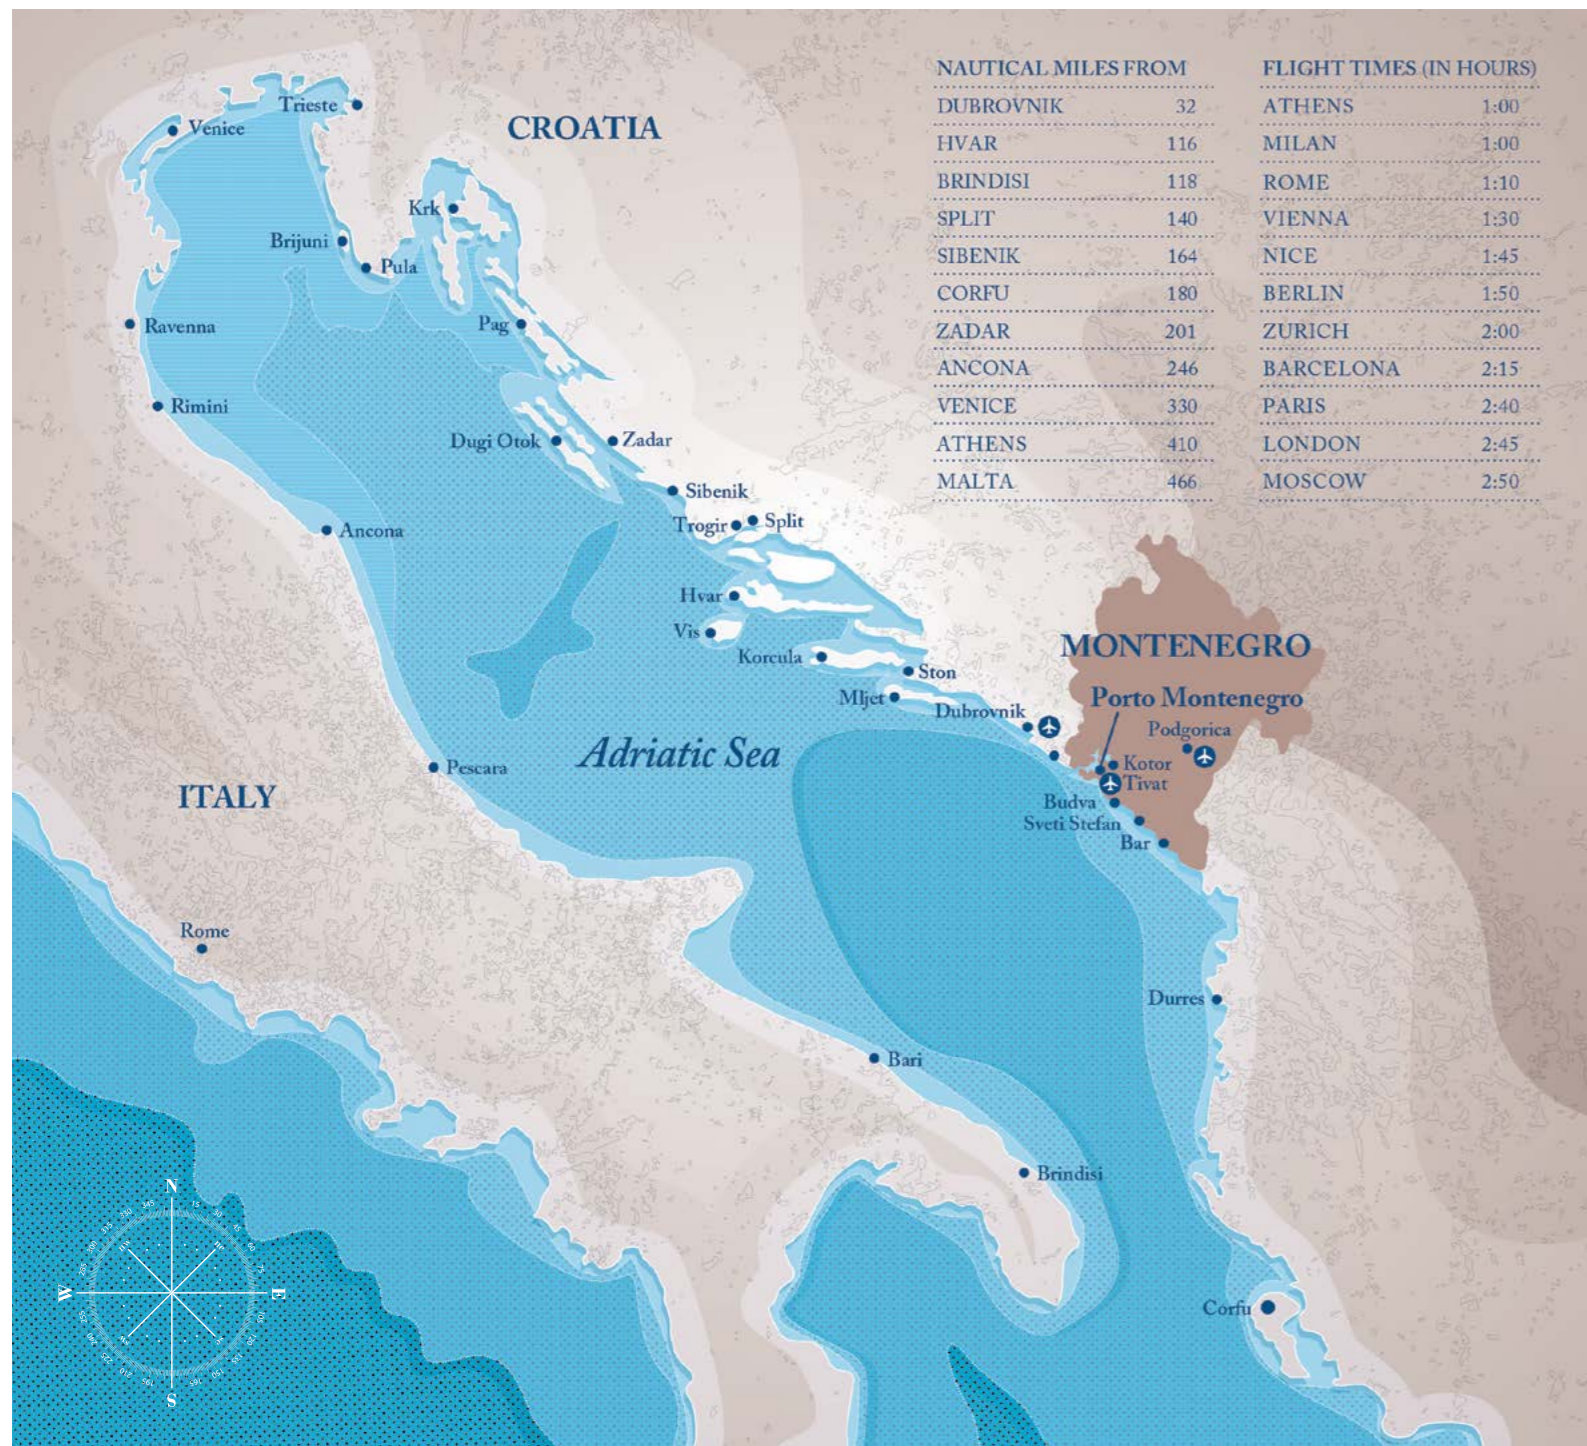 NAUTICAL MILES FROM
DUBROVNIK 32
HVAR 116
BRINDISI 118
SPLIT 140
SIBENIK 164
CORFU 180
ZADAR 201
ANCONA 246
VENICE 330
ATHENS 410
MALTA 466
FLIGHT TIMES (IN HOURS)
ATHENS 1:00
MILAN 1:00
ROME 1:10
VIENNA 1:30
NICE 1:45
BERLIN 1:50
ZURICH 2:00
BARCELONA 2:15
PARIS 2:40
LONDON 2:45
MOSCOW 2:50
Trieste
Venice
CROATIA
Krk
Brijuni
Pula
Ravenna
Pag
Rimini
Dugi Otok
Zadar
Sibenik
Trogir
Split
Ancona
Hvar
Vis
Korcula
Ston
MONTENEGRO
Mljet
Porto Montenegro
Dubrovnik
Podgorica
Adriatic Sea
Pescara
Kotor
Tivat
ITALY
Budva
Sveti Stefan
Bar
Rome
Durres
Bari
Brindisi
Corfu
N
W
E
S